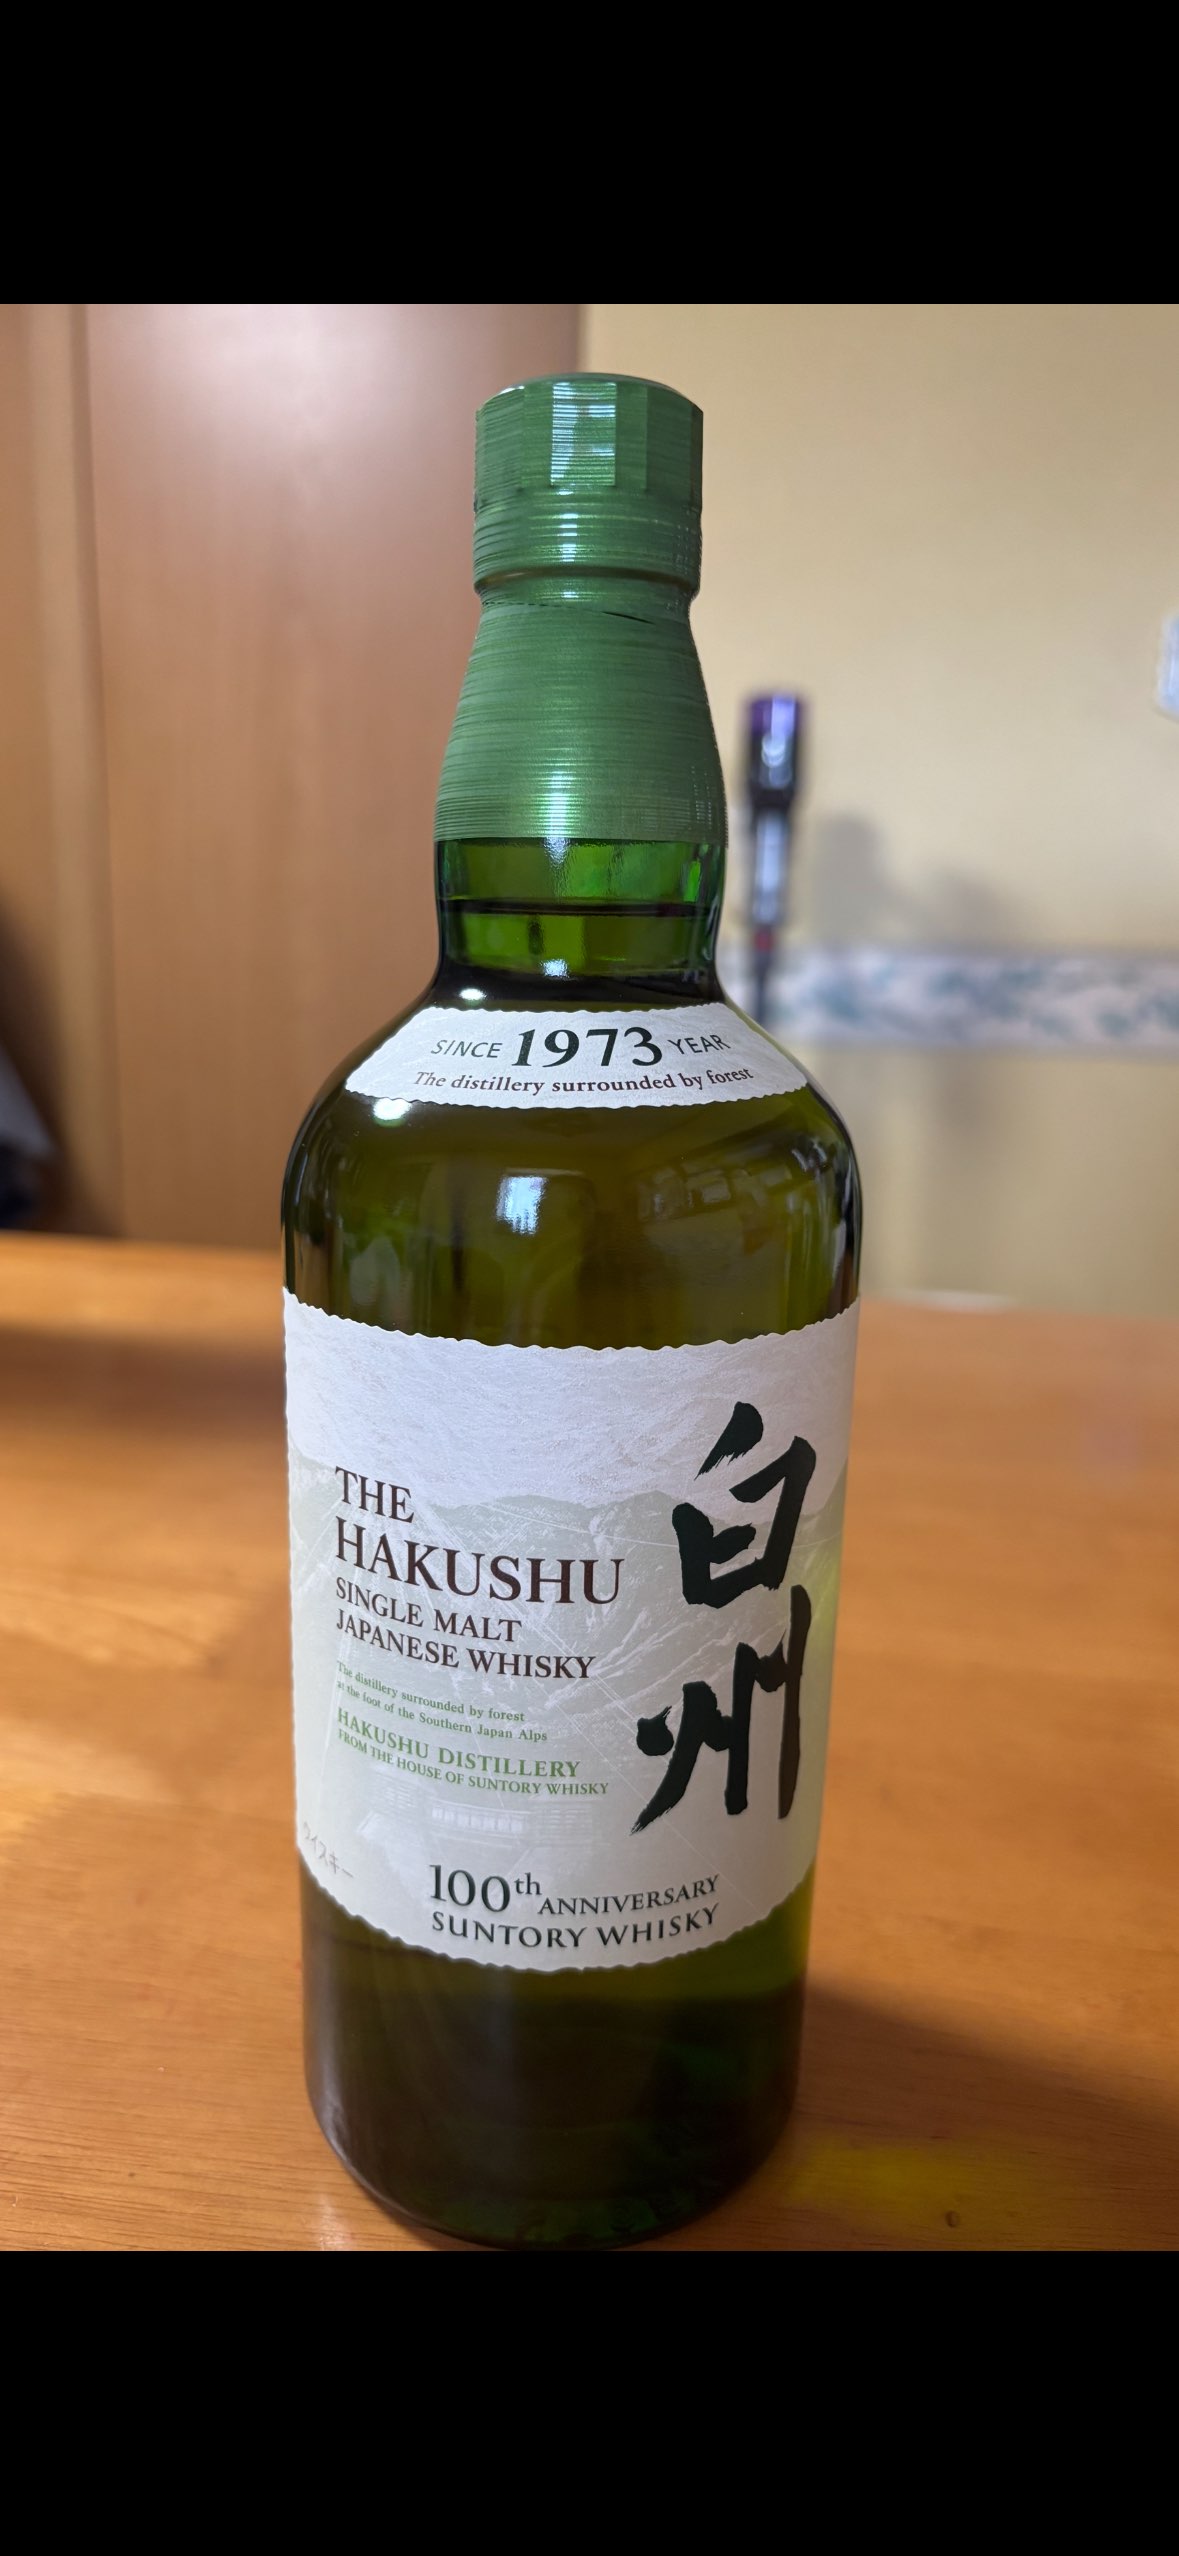 SINCE 1973 YEAR
The distillery surrounded by forest
THE
HAKUSHU
SINGLE MALT
JAPANESE WHISKY
白州
The distillery surrounded by forest
at the foot of the Southern Japan Alps
HAKUSHU DISTILLERY
FROM THE HOUSE OF SUNTORY WHISKY
ウイスキー
100th ANNIVERSARY
SUNTORY WHISKY